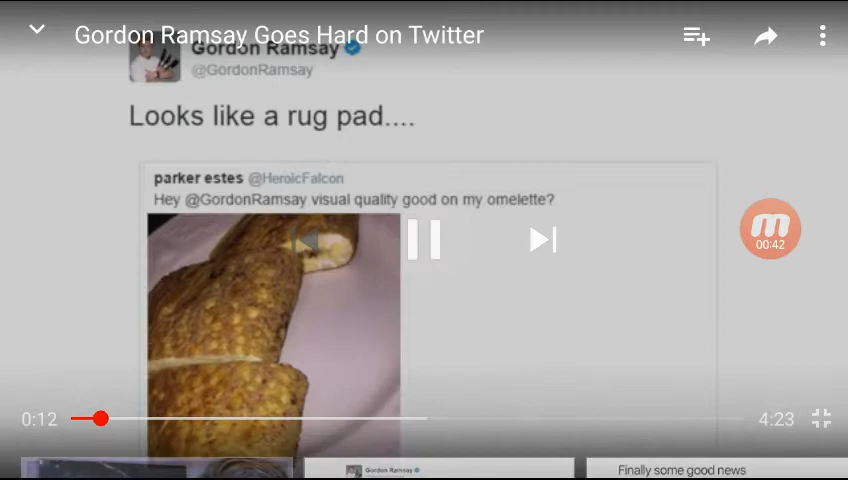 Gordon Ramsay Goes Hard on Twitter
Gordon Ramsay
@GordonRamsay
Looks like a rug pad....
parker estes @HeroicFalcon
Hey @GordonRamsay visual quality good on my omelette?
00:42
0:12
4:23
Gordon Ramsay
Finally some good news